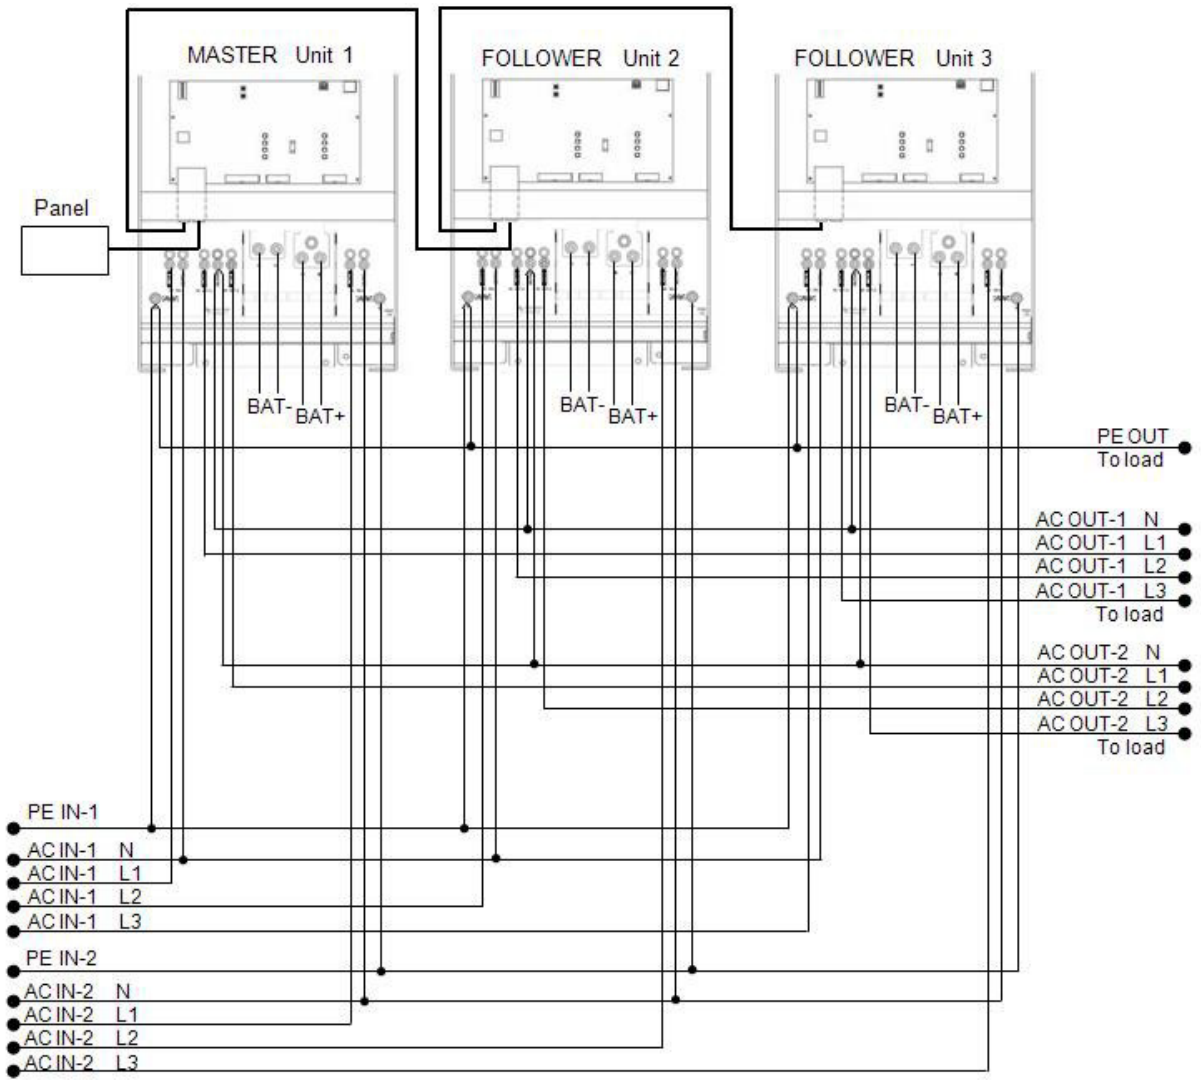 MASTER Unit 1
FOLLOWER Unit 2
FOLLOWER Unit 3
Panel
BAT-
BAT+
BAT-
BAT+
BAT-
BAT+
PE OUT
To load
AC OUT-1 N
AC OUT-1 L1
AC OUT-1 L2
AC OUT-1 L3
To load
AC OUT-2 N
AC OUT-2 L1
AC OUT-2 L2
AC OUT-2 L3
To load
PE IN-1
AC IN-1 N
AC IN-1 L1
AC IN-1 L2
AC IN-1 L3
PE IN-2
AC IN-2 N
AC IN-2 L1
AC IN-2 L2
AC IN-2 L3